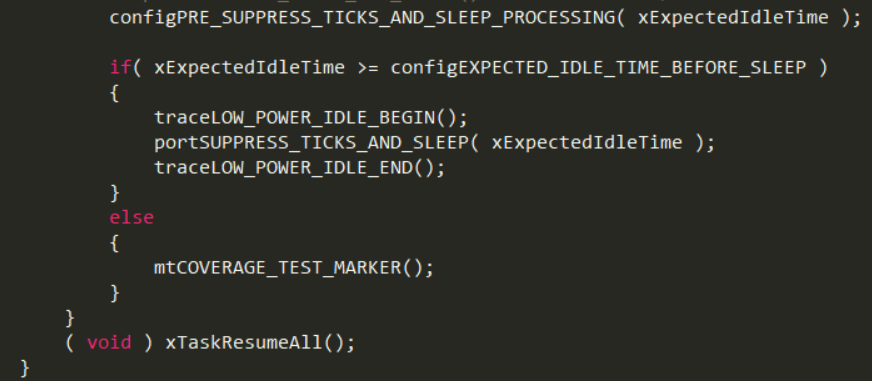 configPRE_SUPPRESS_TICKS_AND_SLEEP_PROCESSING( xExpectedIdleTime );
if( xExpectedIdleTime >= configEXPECTED_IDLE_TIME_BEFORE_SLEEP )
{
traceLOW_POWER_IDLE_BEGIN();
portSUPPRESS_TICKS_AND_SLEEP( xExpectedIdleTime );
traceLOW_POWER_IDLE_END();
}
else
{
mtCOVERAGE_TEST_MARKER();
}
}
( void ) xTaskResumeAll();
}